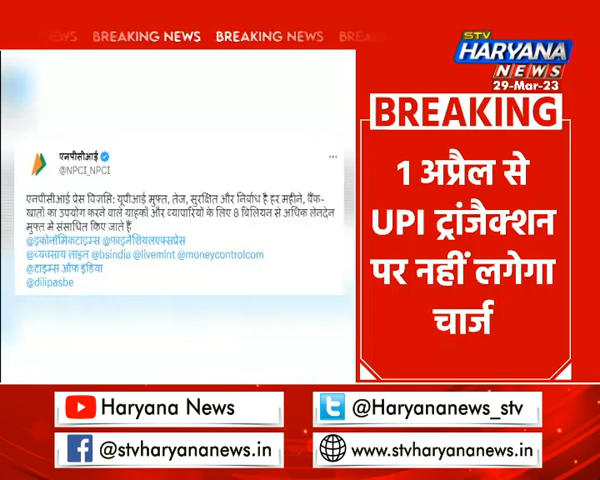 NEWS BREAKING NEWS BREAKING NEWS BREAKING
STV
HARYANA
NEWS
29-Mar-23
BREAKING
1 अप्रैल से
UPI ट्रांजैक्शन
पर नहीं लगेगा
चार्ज
एनपीसीआई
@NPCI_NPCI
एनपीसीआई प्रेस विज्ञप्ति: यूपीआई मुफ्त, तेज, सुरक्षित और निर्बाध है हर महीने, बैंक-
खातों का उपयोग करने वाले ग्राहकों और व्यापारियों के लिए 8 बिलियन से अधिक लेनदेन
मुफ्त में संसाधित किए जाते हैं
@इकोनॉमिकटाइम्स @फाइनेंशियलएक्सप्रेस
@व्यवसाय लाइन @bsindia @livemint @moneycontrolcom
@टाइम्स ऑफ इंडिया
@dilipasbe
Haryana News
@Haryananews_stv
@stvharyananews.in
www.stvharyananews.in